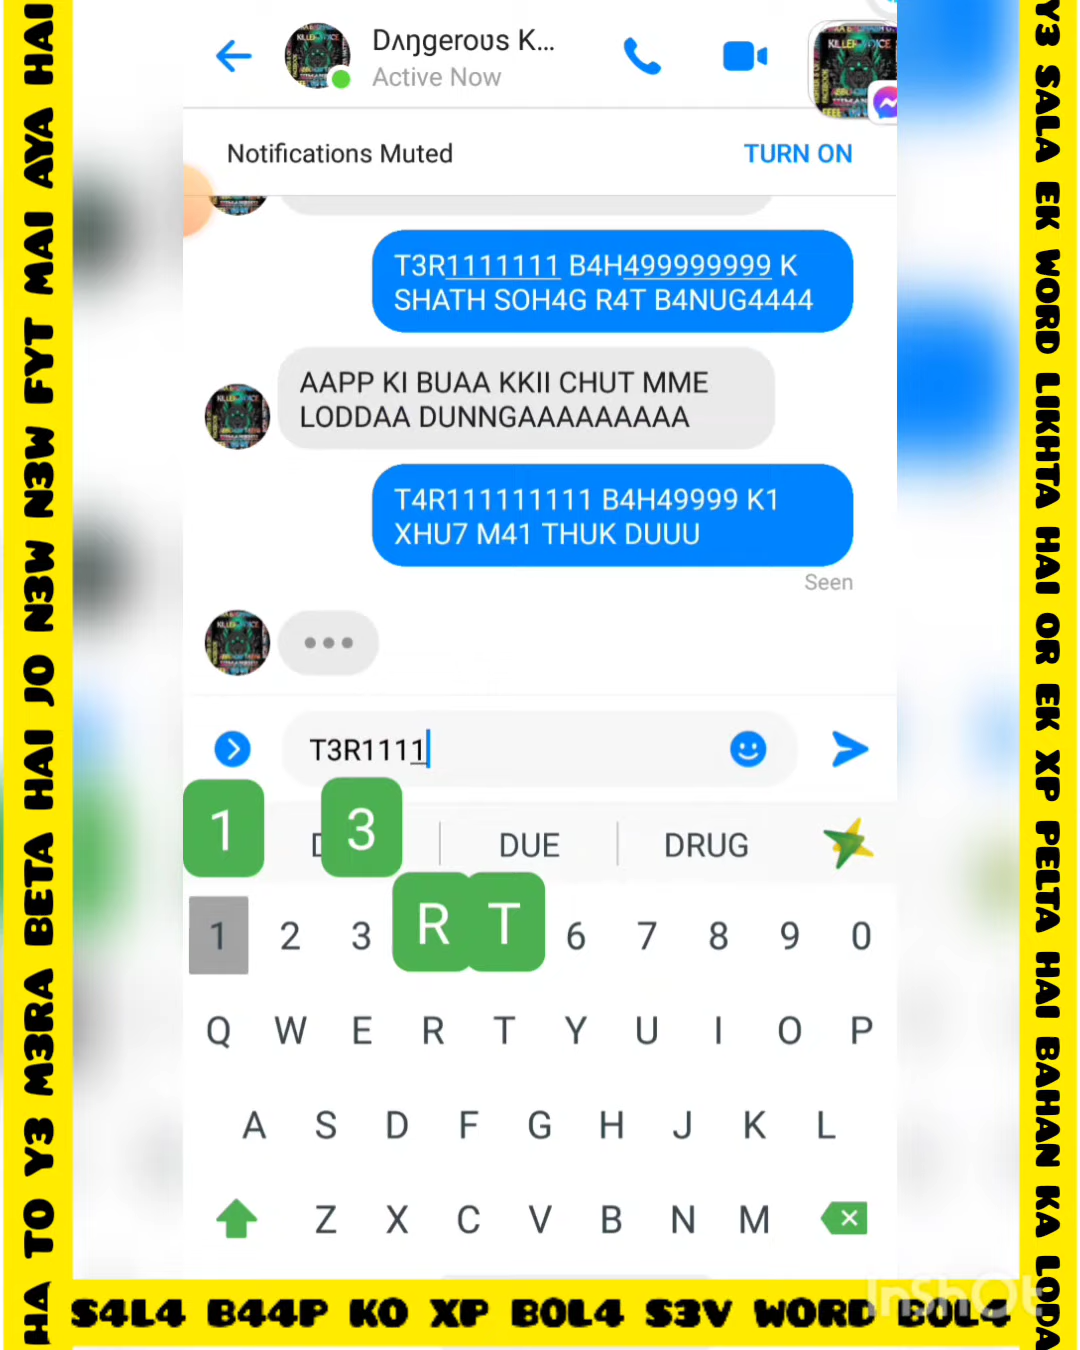 HA TO Y3 M3RA BETA HAI JO N3W N3W FYT MAI AYA HAI
Dʌŋgeroʊs K...
Active Now
Notifications Muted
TURN ON
T3R1111111 B4H499999999 K
SHATH SOH4G R4T B4NUG4444
AAPP KI BUAA KKII CHUT MME
LODDAA DUNNGAAAAAAAAA
T4R111111111 B4H49999 K1
XHU7 M41 THUK DUUU
Seen
T3R1111
1
3
DUE
DRUG
R T
1 2 3 6 7 8 9 0
Q W E R T Y U I O P
A S D F G H J K L
Z X C V B N M
Y3 SALA EK WORD LIKHTA HAI OR EK XP PELTA HAI BAHAN KA LODA
S4L4 B44P KO XP B0L4 S3V WORD B0L4
InShOt